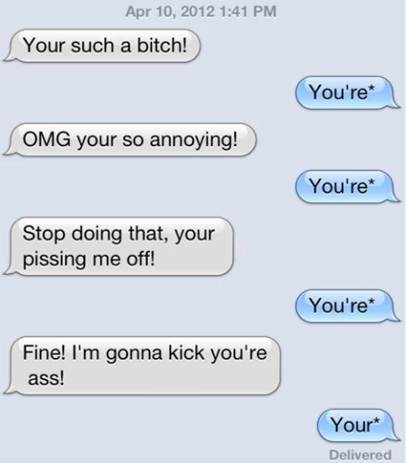 Apr 10, 2012 1:41 PM
Your such a bitch!
You're*
OMG your so annoying!
You're*
Stop doing that, your
pissing me off!
You're*
Fine! I'm gonna kick you're
ass!
Your*
Delivered